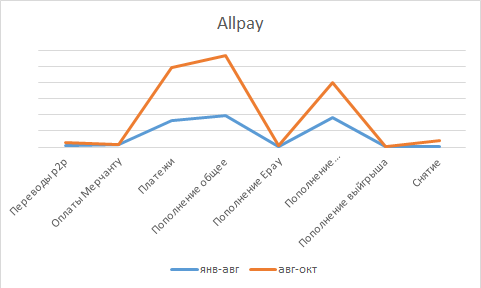 Allpay
Переводы p2p
Оплаты Мерчанту
Платежи
Пополнение общее
Пополнение Epay
Пополнение...
Пополнение выйгрыша
Снятие
янв-авг
авг-окт